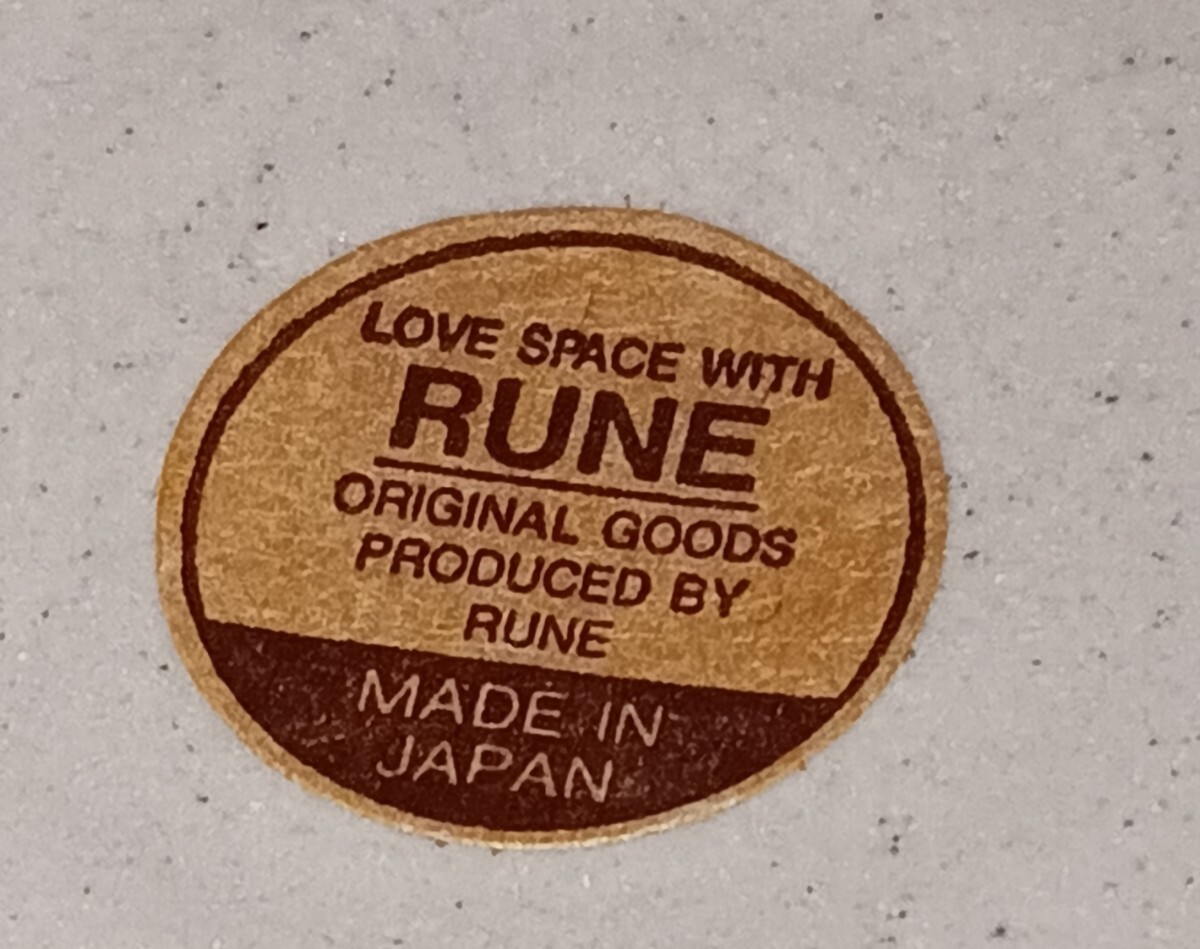 LOVE SPACE WITH
RUNE
ORIGINAL GOODS
PRODUCED BY
RUNE
MADE IN
JAPAN